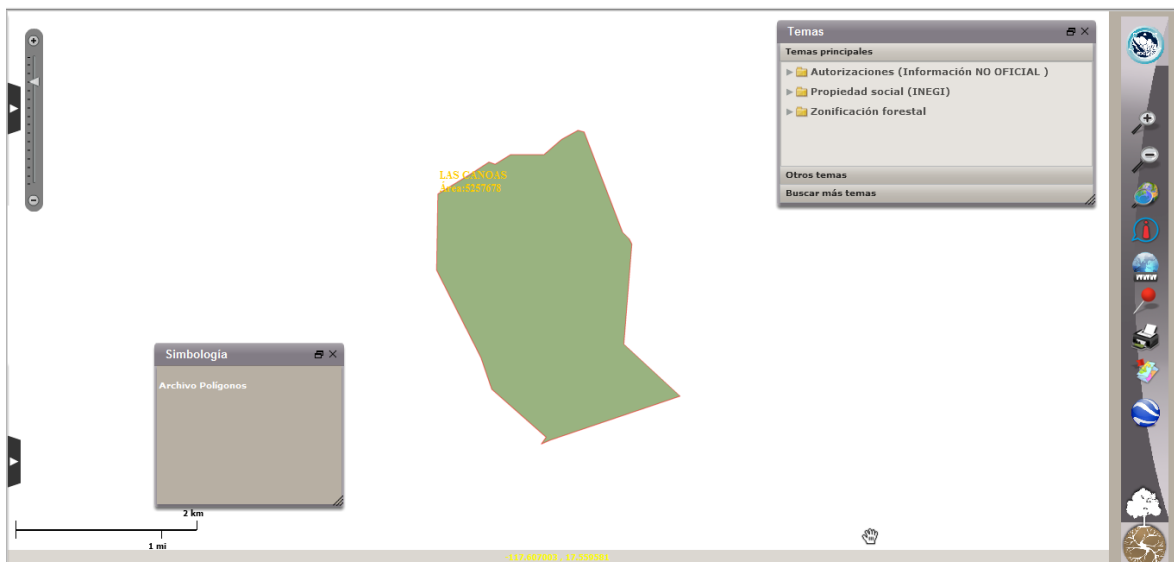 Temas
Temas principales
Autorizaciones (Información NO OFICIAL )
Propiedad social (INEGI)
Zonificación forestal
Otros temas
Buscar más temas
LAS CANOAS
Área:5257678
Simbología
Archivo Polígonos
2 km
1 mi